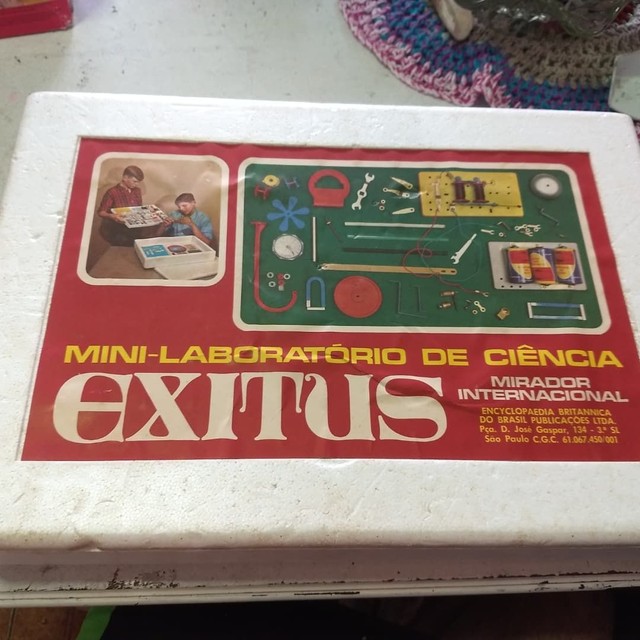 MINI-LABORATÓRIO DE CIÊNCIA
EXITUS
MIRADOR
INTERNACIONAL
ENCYCLOPAEDIA BRITANNICA
DO BRASIL PUBLICAÇÕES LTDA.
Pça. D. José Gaspar, 134 - 3.º SL
São Paulo C.G.C. 61.067.450/001